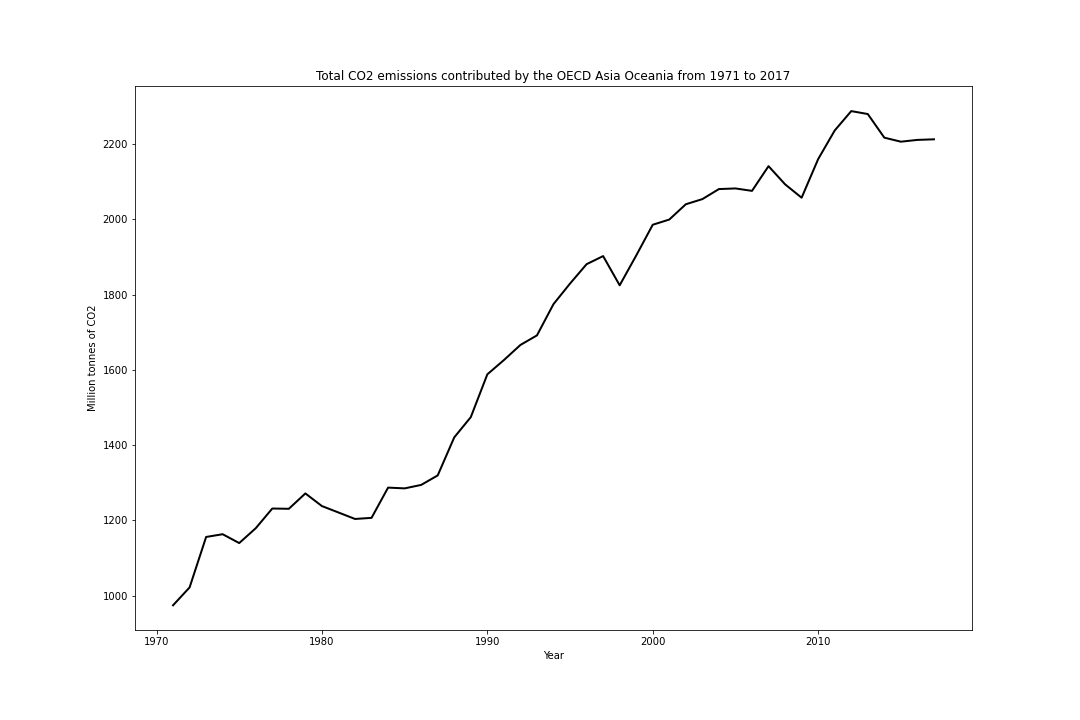 Total CO2 emissions contributed by the OECD Asia Oceania from 1971 to 2017
2200
2000
1800
1600
1400
1200
1000
Million tonnes of CO2
1970 1980 1990 2000 2010
Year